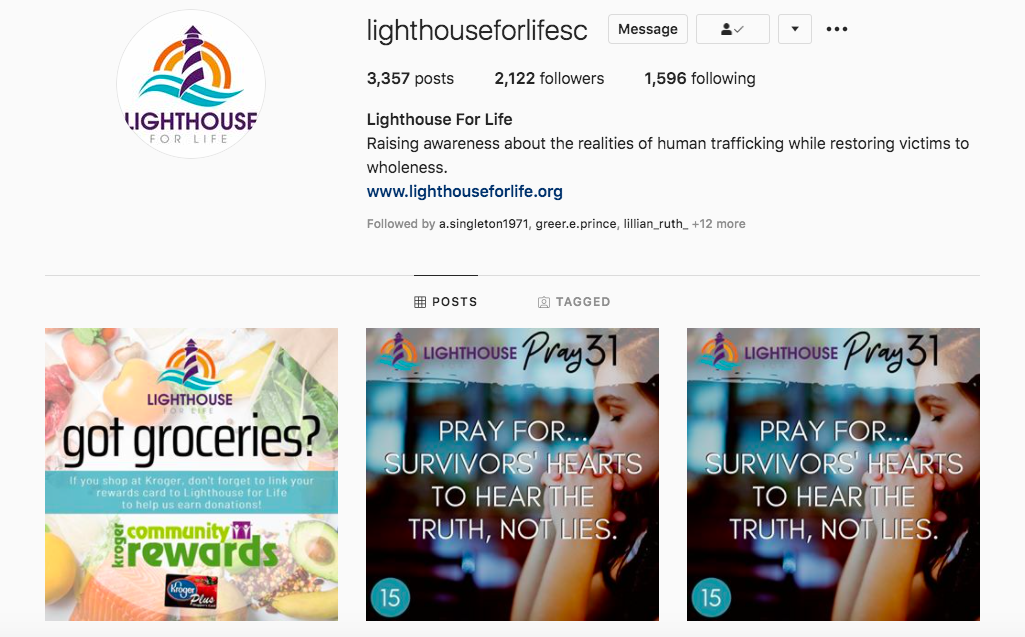 lighthouseforlifesc
Message
3,357 posts
2,122 followers
1,596 following
LIGHTHOUSE
FOR LIFE
Lighthouse For Life
Raising awareness about the realities of human trafficking while restoring victims to
wholeness.
www.lighthouseforlife.org
Followed by a.singleton1971, greer.e.prince, lillian_ruth_ +12 more
POSTS
TAGGED
LIGHTHOUSE
FOR LIFE
got groceries?
If you shop at Kroger, don't forget to link your
rewards card to Lighthouse for Life
to help us earn donations!
kroger
community
rewards
Kroger
Plus
LIGHTHOUSE Pray31
PRAY FOR...
SURVIVORS' HEARTS
TO HEAR THE
TRUTH, NOT LIES.
15
LIGHTHOUSE Pray31
PRAY FOR...
SURVIVORS' HEARTS
TO HEAR THE
TRUTH, NOT LIES.
15